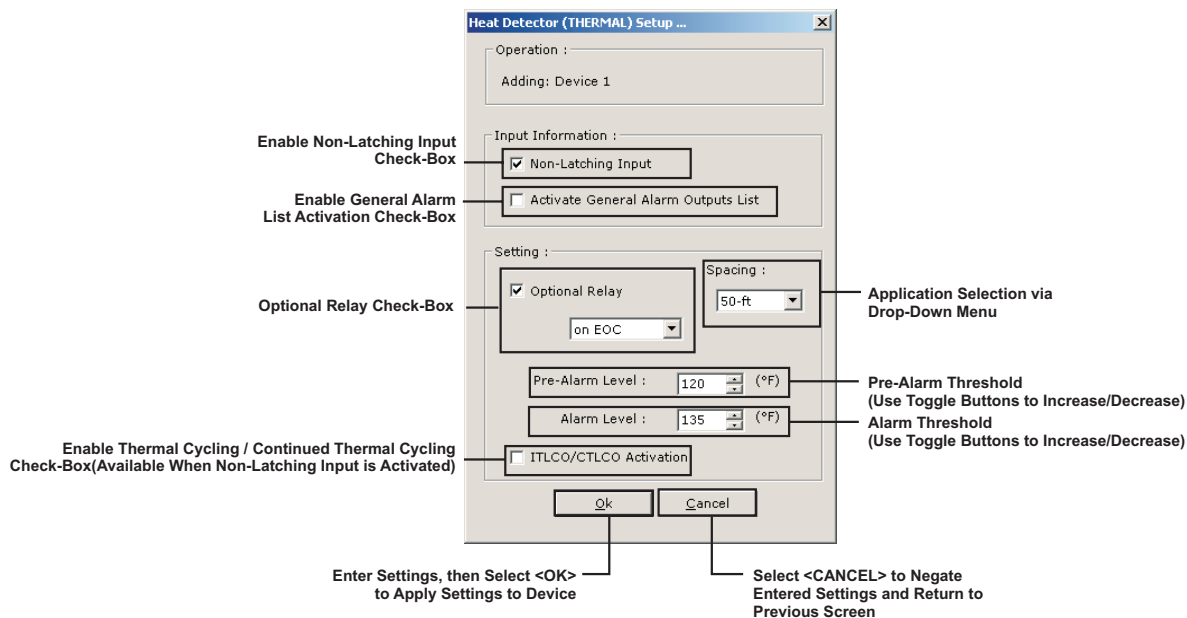 Heat Detector (THERMAL) Setup ...
Operation :
Adding: Device 1
Input Information :
Enable Non-Latching Input
Check-Box
Non-Latching Input
Enable General Alarm
List Activation Check-Box
Activate General Alarm Outputs List
Setting :
Spacing :
Optional Relay Check-Box
Optional Relay
50-ft
Application Selection via
Drop-Down Menu
on EOC
Pre-Alarm Level : 120 (°F)
Pre-Alarm Threshold
(Use Toggle Buttons to Increase/Decrease)
Alarm Level : 135 (°F)
Alarm Threshold
(Use Toggle Buttons to Increase/Decrease)
Enable Thermal Cycling / Continued Thermal Cycling
Check-Box(Available When Non-Latching Input is Activated)
ITLCO/CTLCO Activation
Ok
Cancel
Enter Settings, then Select <OK>
to Apply Settings to Device
Select <CANCEL> to Negate
Entered Settings and Return to
Previous Screen